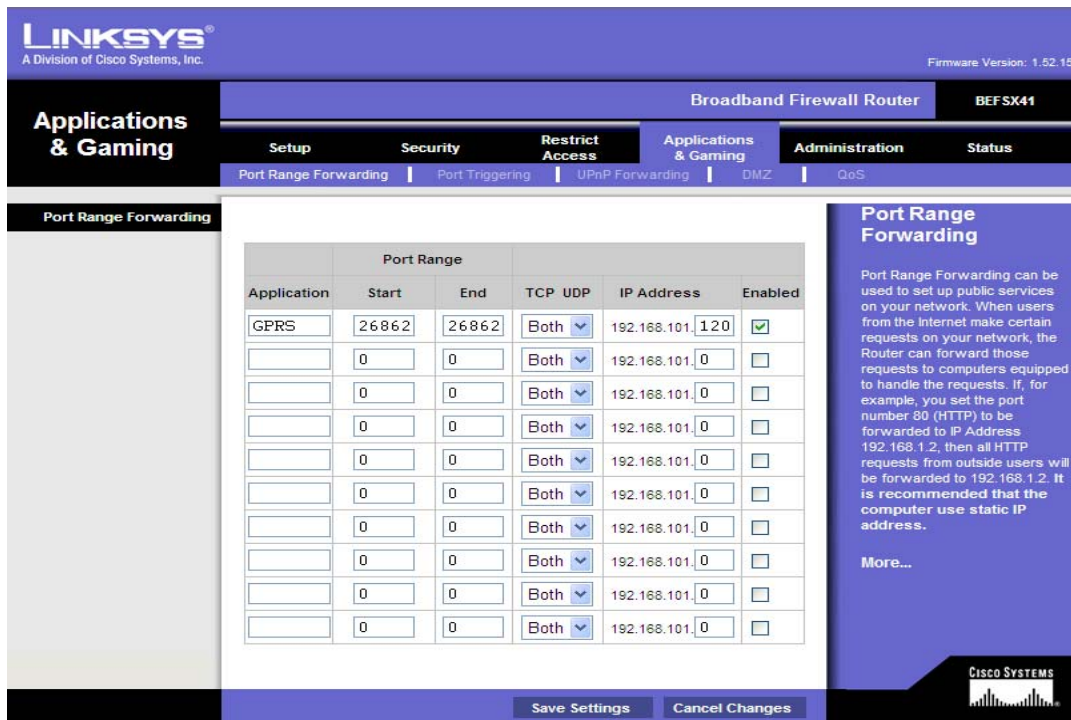 LINKSYS®
A Division of Cisco Systems, Inc.
Firmware Version: 1.52.15
Broadband Firewall Router BEFSX41
Applications
& Gaming
Setup Security Restrict Access Applications & Gaming Administration Status
Port Range Forwarding Port Triggering UPnP Forwarding DMZ QoS
Port Range Forwarding
Port Range
Application Start End TCP UDP IP Address Enabled
GPRS 26862 26862 Both 192.168.101.120
0 0 Both 192.168.101.0
0 0 Both 192.168.101.0
0 0 Both 192.168.101.0
0 0 Both 192.168.101.0
0 0 Both 192.168.101.0
0 0 Both 192.168.101.0
0 0 Both 192.168.101.0
0 0 Both 192.168.101.0
0 0 Both 192.168.101.0
Port Range
Forwarding
Port Range Forwarding can be
used to set up public services
on your network. When users
from the Internet make certain
requests on your network, the
Router can forward those
requests to computers equipped
to handle the requests. If, for
example, you set the port
number 80 (HTTP) to be
forwarded to IP Address
192.168.1.2, then all HTTP
requests from outside users will
be forwarded to 192.168.1.2. It
is recommended that the
computer use static IP
address.
More...
Save Settings Cancel Changes
CISCO SYSTEMS